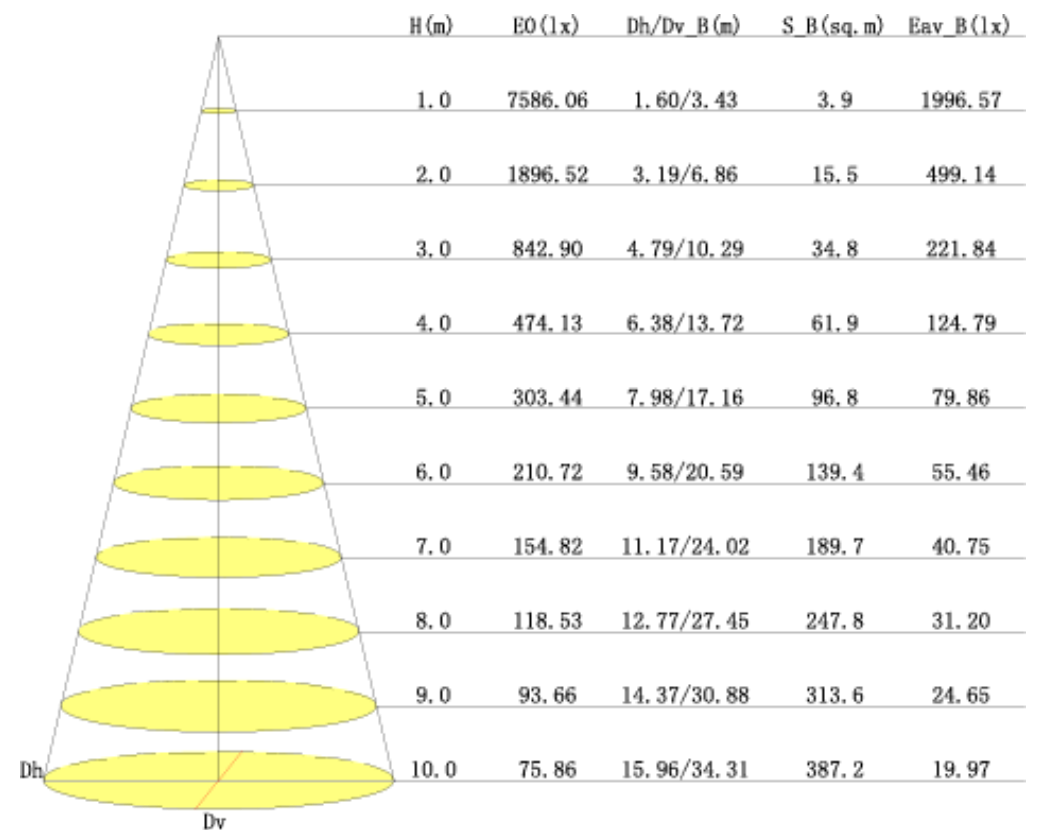 H(m) E0(lx) Dh/Dv_B(m) S_B(sq.m) Eav_B(lx)
1.0 7586.06 1.60/3.43 3.9 1996.57
2.0 1896.52 3.19/6.86 15.5 499.14
3.0 842.90 4.79/10.29 34.8 221.84
4.0 474.13 6.38/13.72 61.9 124.79
5.0 303.44 7.98/17.16 96.8 79.86
6.0 210.72 9.58/20.59 139.4 55.46
7.0 154.82 11.17/24.02 189.7 40.75
8.0 118.53 12.77/27.45 247.8 31.20
9.0 93.66 14.37/30.88 313.6 24.65
Dh 10.0 75.86 15.96/34.31 387.2 19.97
Dv